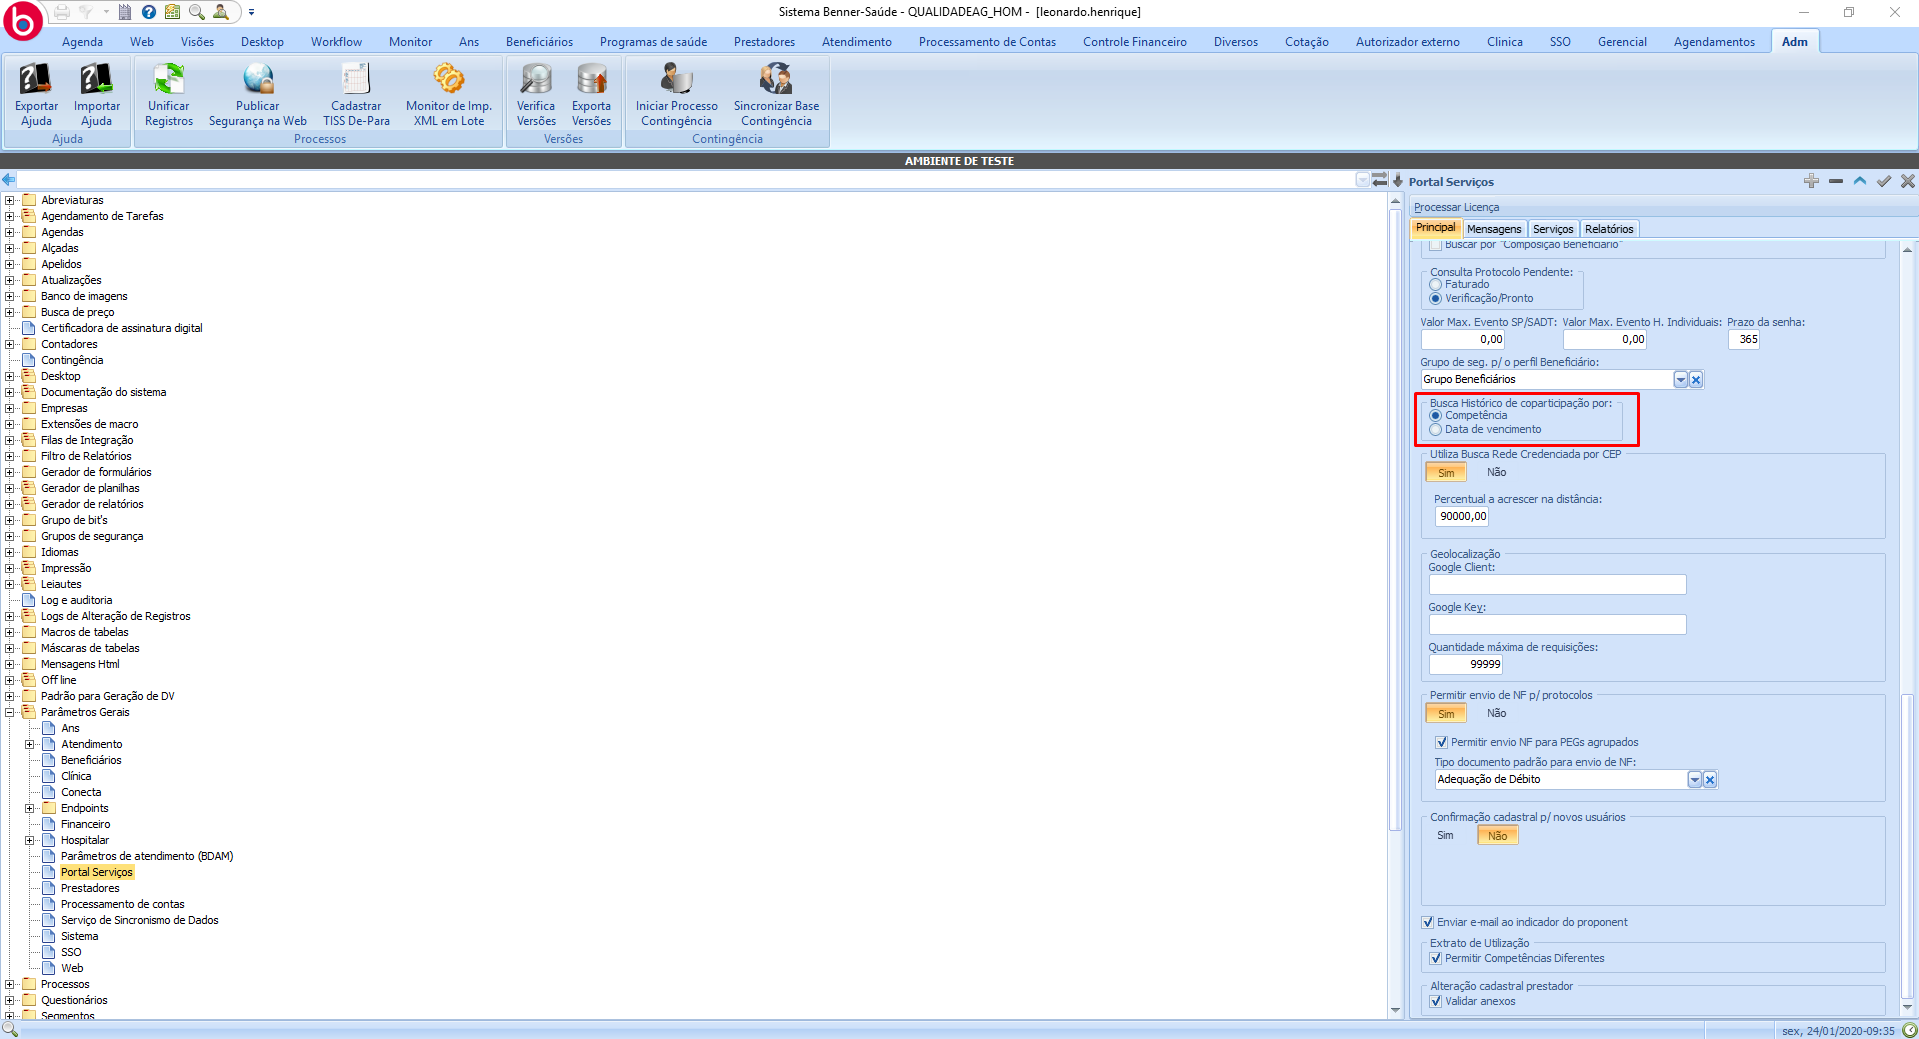 Sistema Benner-Saúde - QUALIDADEAG_HOM - [leonardo.henrique]
Agenda Web Visões Desktop Workflow Monitor Ans Beneficiários Programas de saúde Prestadores Atendimento Processamento de Contas Controle Financeiro Diversos Cotação Autorizador externo Clinica SSO Gerencial Agendamentos Adm
Exportar Ajuda
Importar Ajuda
Unificar Registros
Publicar Segurança na Web
Cadastrar TISS De-Para
Monitor de Imp. XML em Lote
Verifica Versões
Exporta Versões
Iniciar Processo Contingência
Sincronizar Base Contingência
Ajuda Processos Versões Contingência
AMBIENTE DE TESTE
Abreviaturas
Agendamento de Tarefas
Agendas
Alçadas
Apelidos
Atualizações
Banco de imagens
Busca de preço
Certificadora de assinatura digital
Contadores
Contingência
Desktop
Documentação do sistema
Empresas
Extensões de macro
Filas de Integração
Filtro de Relatórios
Gerador de formulários
Gerador de planilhas
Gerador de relatórios
Grupo de bit's
Grupos de segurança
Idiomas
Impressão
Leiautes
Log e auditoria
Logs de Alteração de Registros
Macros de tabelas
Máscaras de tabelas
Mensagens Html
Off line
Padrão para Geração de DV
Parâmetros Gerais
Ans
Atendimento
Beneficiários
Clínica
Conecta
Endpoints
Financeiro
Hospitalar
Parâmetros de atendimento (BDAM)
Portal Serviços
Prestadores
Processamento de contas
Serviço de Sincronismo de Dados
Sistema
SSO
Web
Processos
Questionários
Segmentos
Portal Serviços
Processar Licença
Principal Mensagens Serviços Relatórios
Buscar por "Composição Beneficiário"
Consulta Protocolo Pendente:
Faturado
Verificação/Pronto
Valor Max. Evento SP/SADT: Valor Max. Evento H. Individuais: Prazo da senha:
0,00 0,00 365
Grupo de seg. p/ o perfil Beneficiário:
Grupo Beneficiários
Busca Histórico de coparticipação por:
Competência
Data de vencimento
Utiliza Busca Rede Credenciada por CEP
Sim Não
Percentual a acrescer na distância:
90000,00
Geolocalização
Google Client:
Google Key:
Quantidade máxima de requisições:
99999
Permitir envio de NF p/ protocolos
Sim Não
Permitir envio NF para PEGs agrupados
Tipo documento padrão para envio de NF:
Adequação de Débito
Confirmação cadastral p/ novos usuários
Sim Não
Enviar e-mail ao indicador do proponent
Extrato de Utilização
Permitir Competências Diferentes
Alteração cadastral prestador
Validar anexos
sex, 24/01/2020-09:35